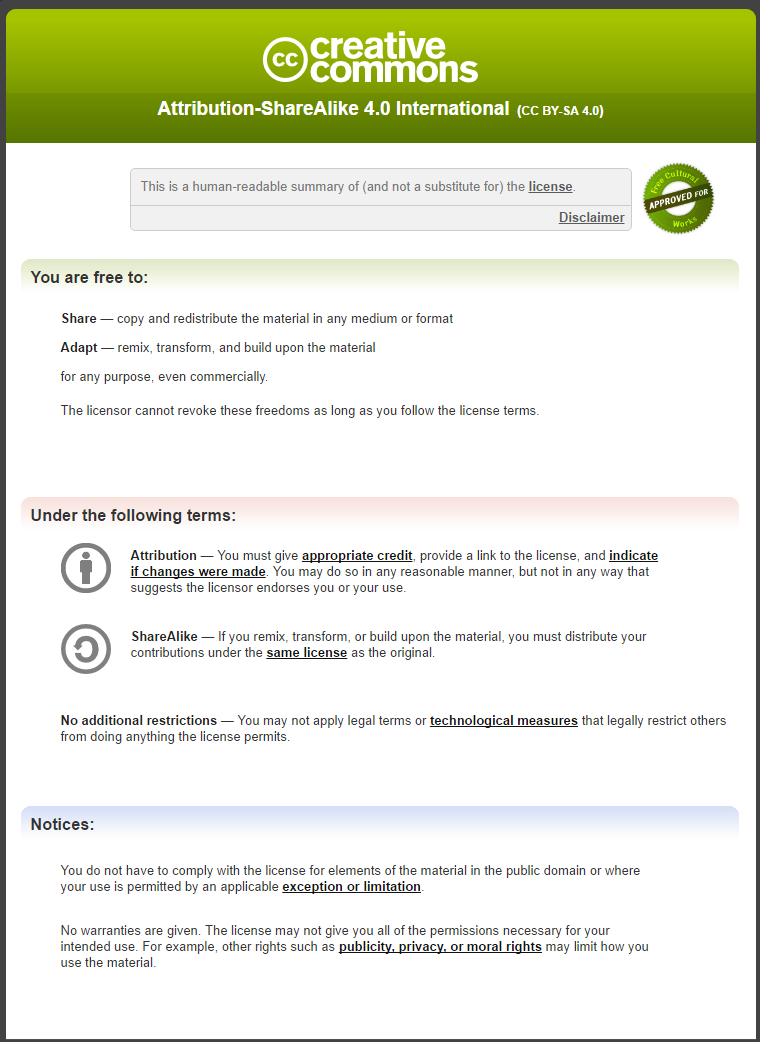 cc creative
commons
Attribution-ShareAlike 4.0 International (CC BY-SA 4.0)
This is a human-readable summary of (and not a substitute for) the license.
Disclaimer
Free Cultural
APPROVED FOR
Works
You are free to:
Share — copy and redistribute the material in any medium or format
Adapt — remix, transform, and build upon the material
for any purpose, even commercially.
The licensor cannot revoke these freedoms as long as you follow the license terms.
Under the following terms:
Attribution — You must give appropriate credit, provide a link to the license, and indicate
if changes were made. You may do so in any reasonable manner, but not in any way that
suggests the licensor endorses you or your use.
ShareAlike — If you remix, transform, or build upon the material, you must distribute your
contributions under the same license as the original.
No additional restrictions — You may not apply legal terms or technological measures that legally restrict others
from doing anything the license permits.
Notices:
You do not have to comply with the license for elements of the material in the public domain or where
your use is permitted by an applicable exception or limitation.
No warranties are given. The license may not give you all of the permissions necessary for your
intended use. For example, other rights such as publicity, privacy, or moral rights may limit how you
use the material.